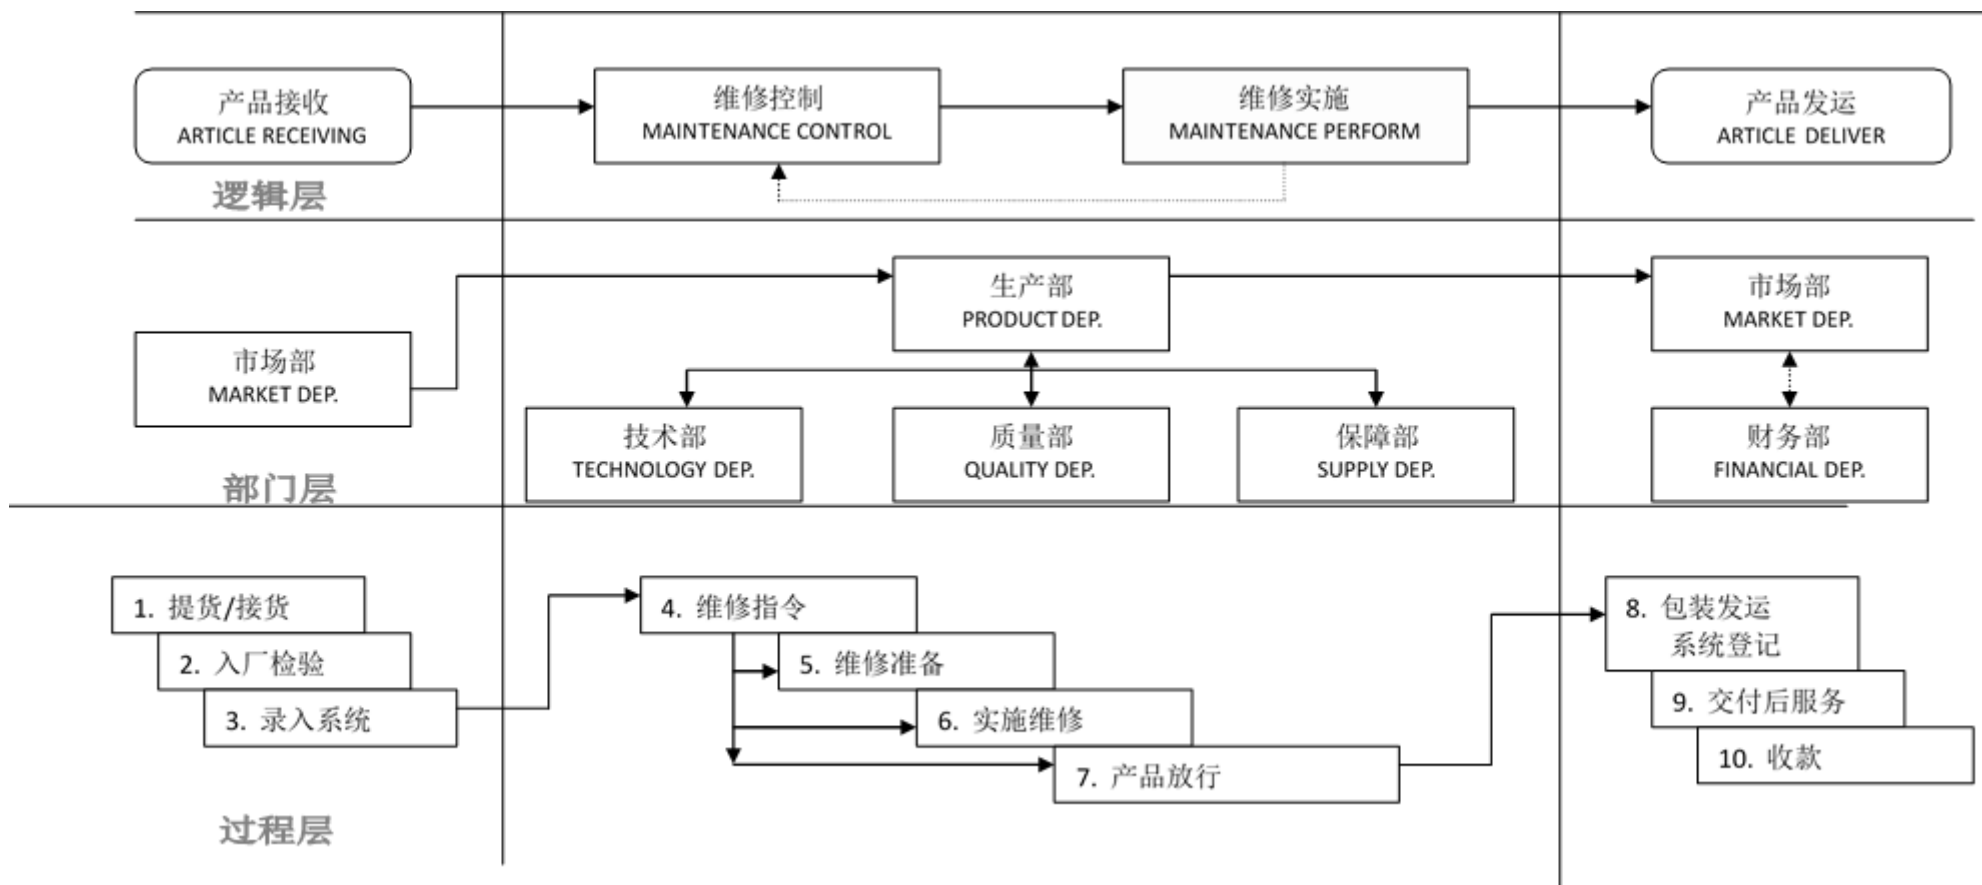 产品接收
ARTICLE RECEIVING
维修控制
MAINTENANCE CONTROL
维修实施
MAINTENANCE PERFORM
产品发运
ARTICLE DELIVER
逻辑层
市场部
MARKET DEP.
生产部
PRODUCT DEP.
市场部
MARKET DEP.
技术部
TECHNOLOGY DEP.
质量部
QUALITY DEP.
保障部
SUPPLY DEP.
财务部
FINANCIAL DEP.
部门层
1. 提货/接货
2. 入厂检验
3. 录入系统
4. 维修指令
5. 维修准备
6. 实施维修
7. 产品放行
8. 包装发运
系统登记
9. 交付后服务
10. 收款
过程层